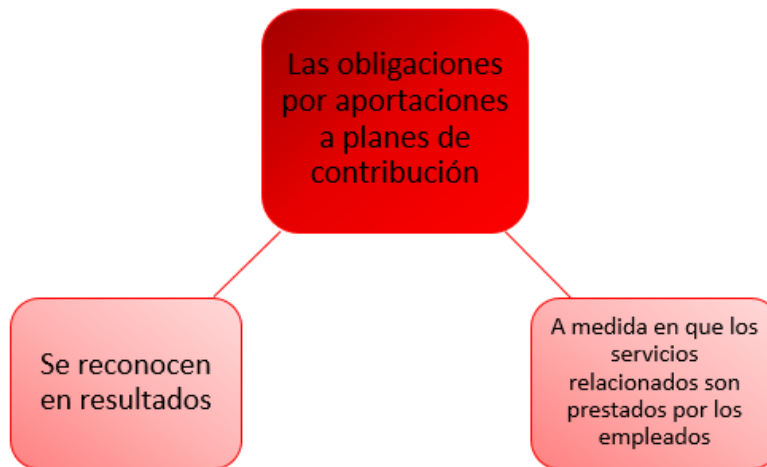 Las obligaciones
por aportaciones
a planes de
contribución
Se reconocen
en resultados
A medida en que los
servicios
relacionados son
prestados por los
empleados